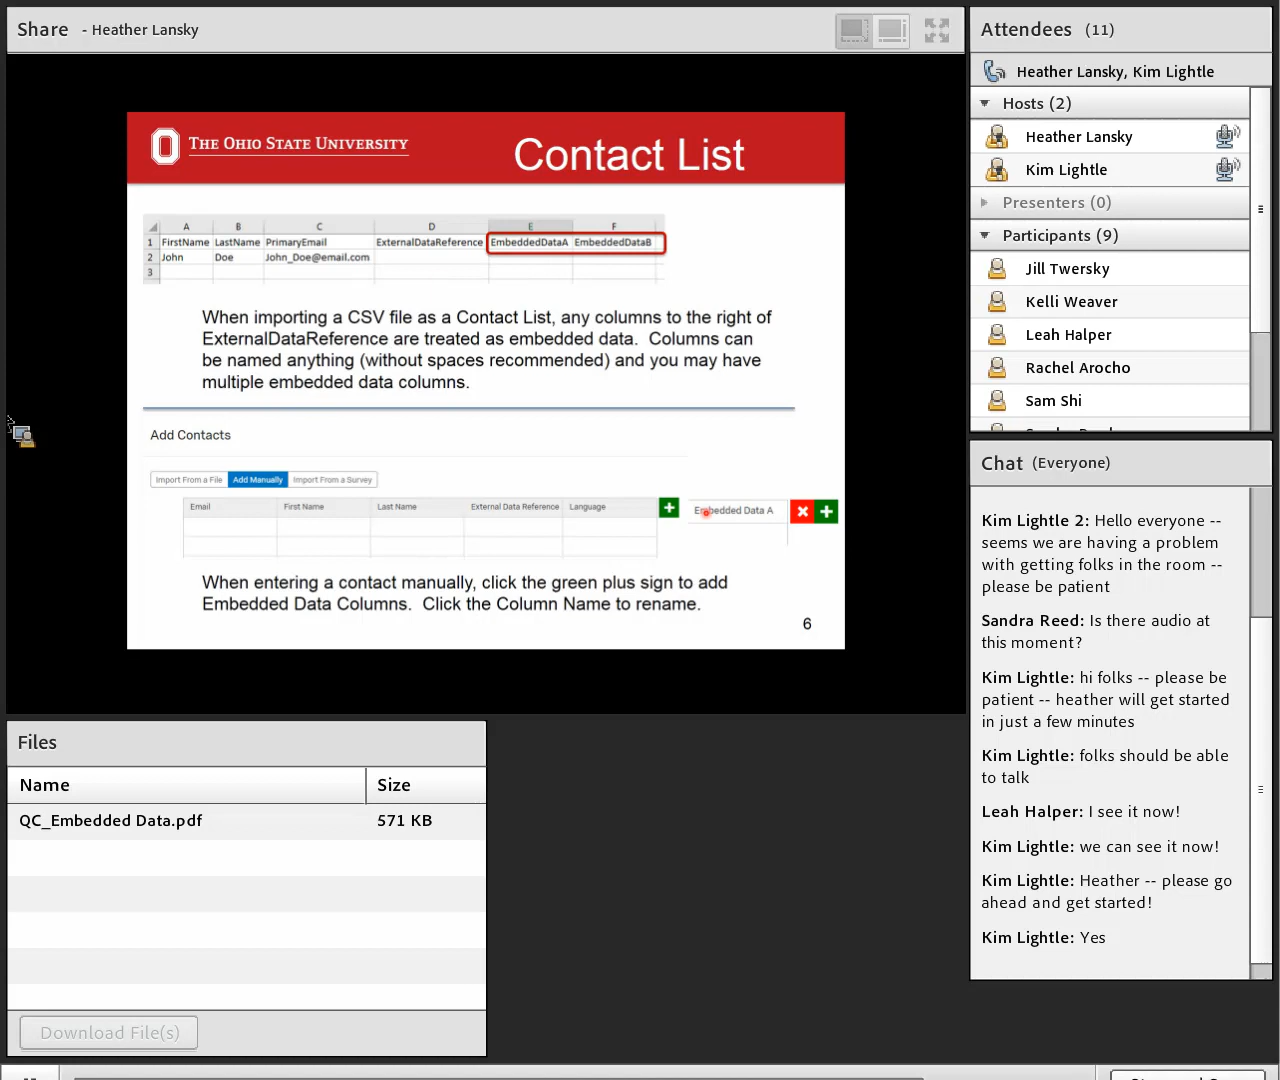 Share - Heather Lansky
THE OHIO STATE UNIVERSITY
Contact List
A B C D E F
1 FirstName LastName PrimaryEmail ExternalDataReference EmbeddedDataA EmbeddedDataB
2 John Doe John_Doe@email.com
3
When importing a CSV file as a Contact List, any columns to the right of
ExternalDataReference are treated as embedded data. Columns can
be named anything (without spaces recommended) and you may have
multiple embedded data columns.
Add Contacts
Import From a File Add Manually Import From a Survey
Email First Name Last Name External Data Reference Language
Embedded Data A
When entering a contact manually, click the green plus sign to add
Embedded Data Columns. Click the Column Name to rename.
6
Files
Name Size
QC_Embedded Data.pdf 571 KB
Download File(s)
Attendees (11)
Heather Lansky, Kim Lightle
Hosts (2)
Heather Lansky
Kim Lightle
Presenters (0)
Participants (9)
Jill Twersky
Kelli Weaver
Leah Halper
Rachel Arocho
Sam Shi
Chat (Everyone)
Kim Lightle 2: Hello everyone --
seems we are having a problem
with getting folks in the room --
please be patient
Sandra Reed: Is there audio at
this moment?
Kim Lightle: hi folks -- please be
patient -- heather will get started
in just a few minutes
Kim Lightle: folks should be able
to talk
Leah Halper: I see it now!
Kim Lightle: we can see it now!
Kim Lightle: Heather -- please go
ahead and get started!
Kim Lightle: Yes